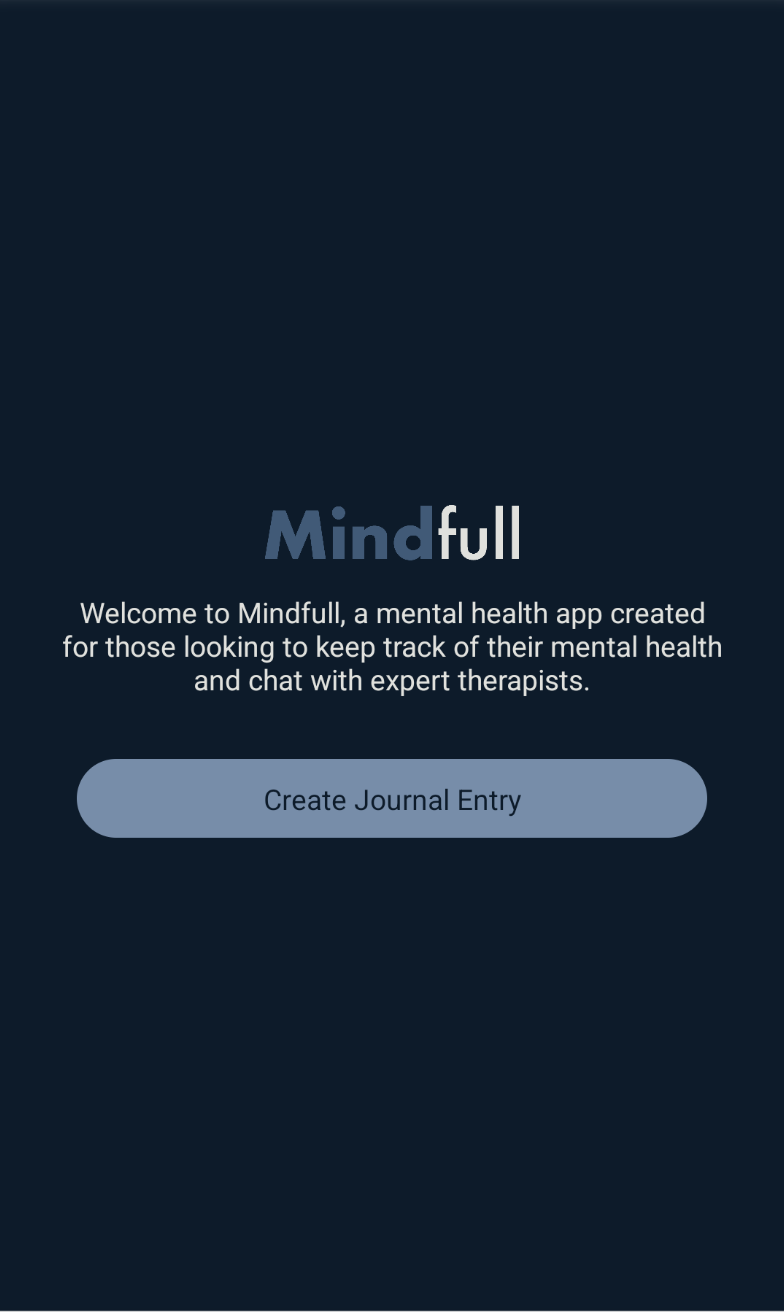 Mindfull
Welcome to Mindfull, a mental health app created
for those looking to keep track of their mental health
and chat with expert therapists.
Create Journal Entry